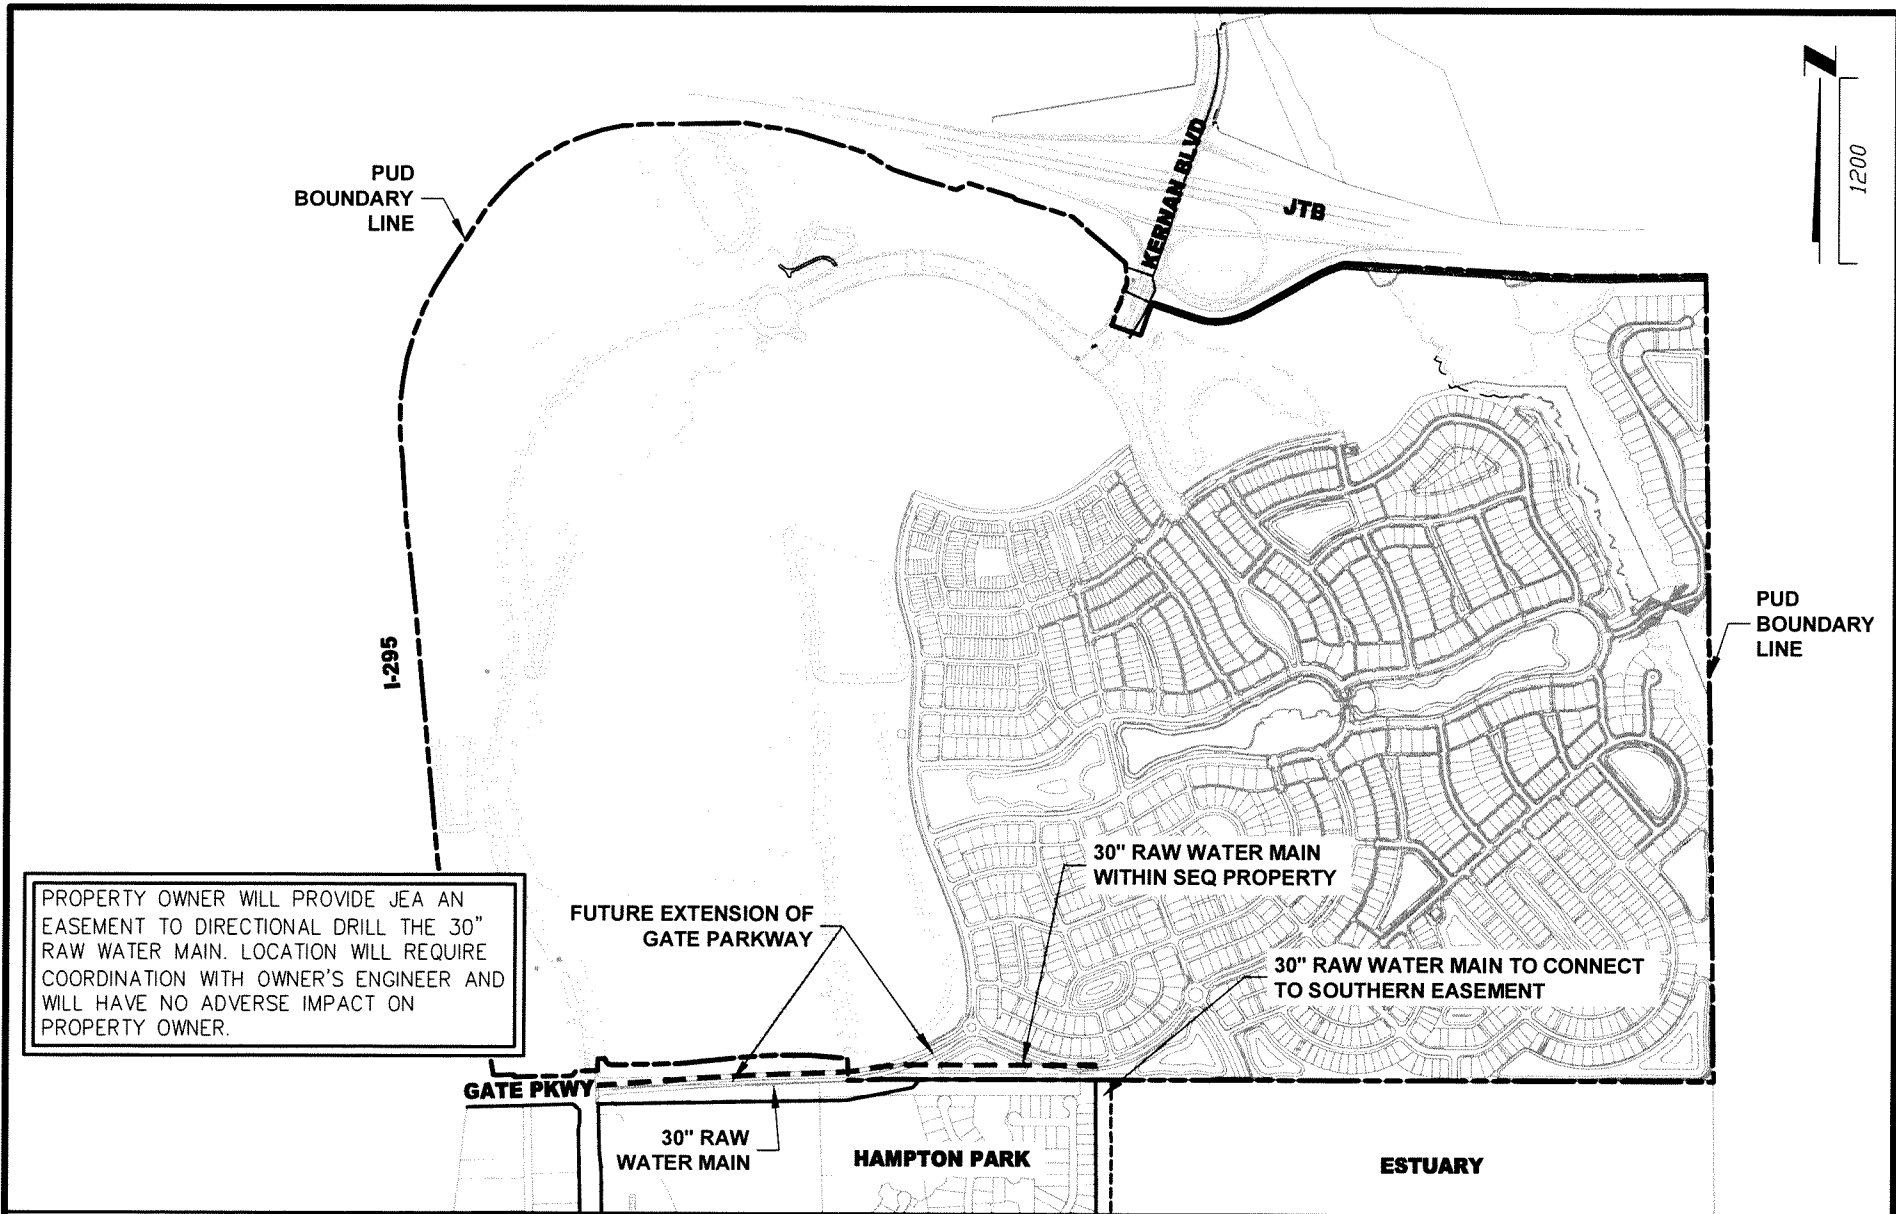 KERNAN BLVD
JTB
1200
PUD
BOUNDARY
LINE
I-295
PUD
BOUNDARY
LINE
30" RAW WATER MAIN
WITHIN SEQ PROPERTY
PROPERTY OWNER WILL PROVIDE JEA AN
EASEMENT TO DIRECTIONAL DRILL THE 30"
RAW WATER MAIN. LOCATION WILL REQUIRE
COORDINATION WITH OWNER'S ENGINEER AND
WILL HAVE NO ADVERSE IMPACT ON
PROPERTY OWNER.
FUTURE EXTENSION OF
GATE PARKWAY
30" RAW WATER MAIN TO CONNECT
TO SOUTHERN EASEMENT
GATE PKWY
30" RAW
WATER MAIN
HAMPTON PARK
ESTUARY